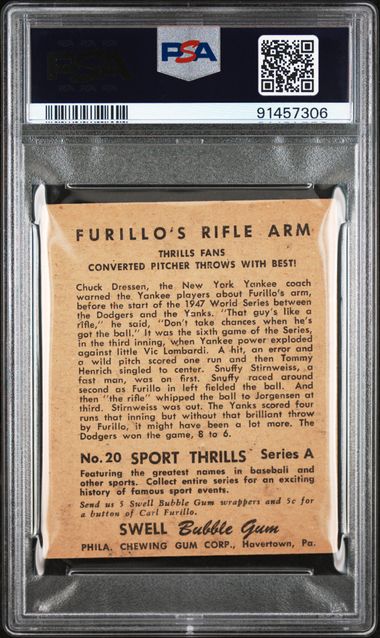 PSA
PSA
91457306
FURILLO'S RIFLE ARM
THRILLS FANS
CONVERTED PITCHER THROWS WITH BEST!
Chuck Dressen, the New York Yankee coach
warned the Yankee players about Furillo's arm,
before the start of the 1947 World Series between
the Dodgers and the Yanks. "That guy's like a
rifle," he said, "Don't take chances when he's
got the ball." It was the sixth game of the Series,
in the third inning, when Yankee power exploded
against little Vic Lombardi. A hit, an error and
a wild pitch scored one run and then Tommy
Henrich singled to center. Snuffy Stirnweiss, a
fast man, was on first. Snuffy raced around
second as Furillo in left fielded the ball. And
then "the rifle" whipped the ball to Jorgensen at
third. Stirnweiss was out. The Yanks scored four
runs that inning but without that brilliant throw
by Furillo, it might have been a lot more. The
Dodgers won the game, 8 to 6.
No. 20 SPORT THRILLS Series A
Featuring the greatest names in baseball and
other sports. Collect entire series for an exciting
history of famous sport events.
Send us 5 Swell Bubble Gum wrappers and 5c for
a button of Carl Furillo.
SWELL Bubble Gum
PHILA. CHEWING GUM CORP., Havertown, Pa.